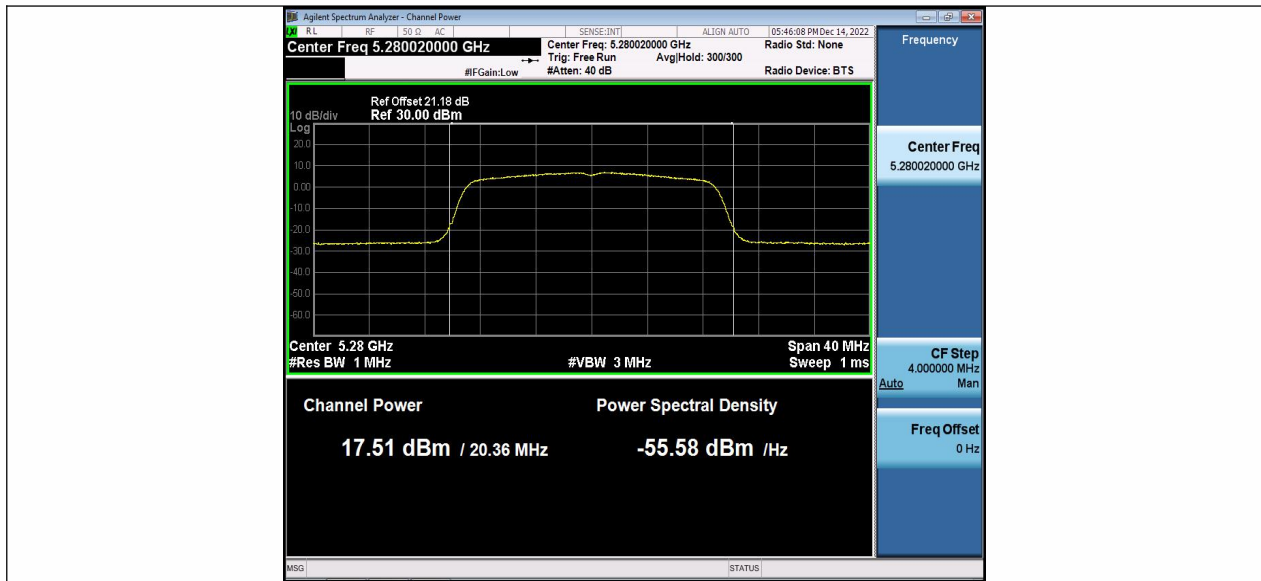 Agilent Spectrum Analyzer - Channel Power
RL RF 50 Ω AC SENSE:INT ALIGN AUTO 05:46:08 PM Dec 14, 2022
Center Freq 5.280020000 GHz
Center Freq: 5.280020000 GHz
Radio Std: None
Trig: Free Run
Avg|Hold: 300/300
#IFGain:Low
#Atten: 40 dB
Radio Device: BTS
Frequency
Ref Offset 21.18 dB
10 dB/div
Ref 30.00 dBm
Log
20.0
10.0
0.00
-10.0
-20.0
-30.0
-40.0
-50.0
-60.0
Center 5.28 GHz
Span 40 MHz
#Res BW 1 MHz
#VBW 3 MHz
Sweep 1 ms
Channel Power
Power Spectral Density
17.51 dBm / 20.36 MHz
-55.58 dBm /Hz
Center Freq
5.280020000 GHz
CF Step
4.000000 MHz
Auto Man
Freq Offset
0 Hz
MSG
STATUS